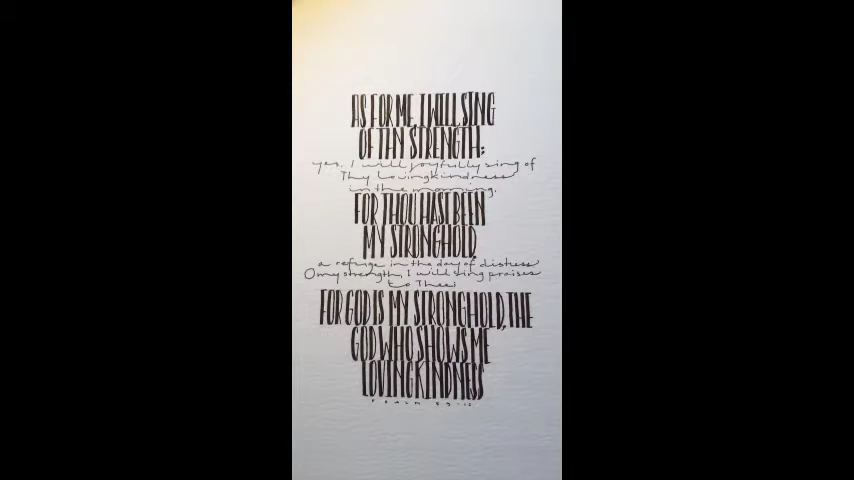 AS FOR ME, I WILL SING
OF THY STRENGTH:
yes. I will joyfully sing of
Thy Lovingkindness
in the morning.
FOR THOU HAST BEEN
MY STRONGHOLD,
a refuge in the day of distress
O my strength, I will sing praises
to Thee;
FOR GOD IS MY STRONGHOLD, THE
GOD WHO SHOWS ME
LOVINGKINDNESS
PSALM